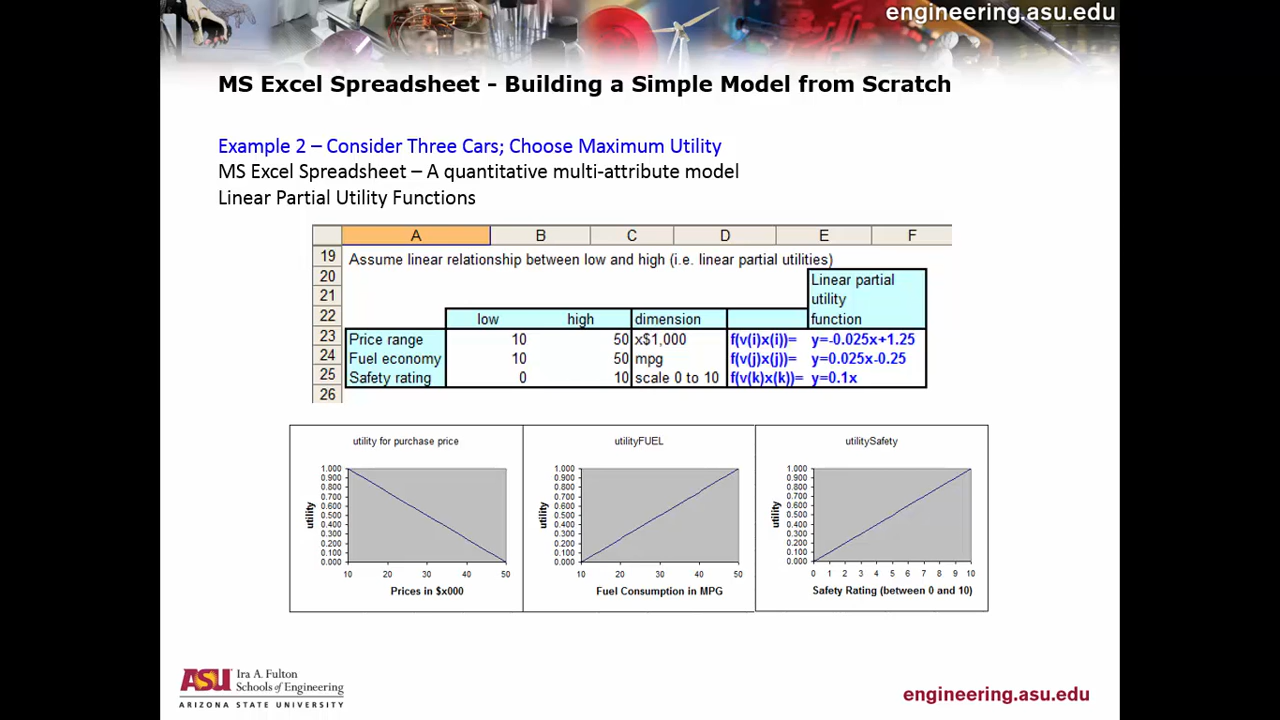 engineering.asu.edu
MS Excel Spreadsheet - Building a Simple Model from Scratch
Example 2 – Consider Three Cars; Choose Maximum Utility
MS Excel Spreadsheet – A quantitative multi-attribute model
Linear Partial Utility Functions
A B C D E F
19 Assume linear relationship between low and high (i.e. linear partial utilities)
20 Linear partial
21 utility
22 low high dimension function
23 Price range 10 50 x$1,000 f(v(i)x(i))= y=-0.025x+1.25
24 Fuel economy 10 50 mpg f(v(j)x(j))= y=0.025x-0.25
25 Safety rating 0 10 scale 0 to 10 f(v(k)x(k))= y=0.1x
26
utility for purchase price
utility
1.000
0.900
0.800
0.700
0.600
0.500
0.400
0.300
0.200
0.100
0.000
10 20 30 40 50
Prices in $x000
utilityFUEL
utility
1.000
0.900
0.800
0.700
0.600
0.500
0.400
0.300
0.200
0.100
0.000
10 20 30 40 50
Fuel Consumption in MPG
utilitySafety
utility
1.000
0.900
0.800
0.700
0.600
0.500
0.400
0.300
0.200
0.100
0.000
0 1 2 3 4 5 6 7 8 9 10
Safety Rating (between 0 and 10)
ASU Ira A. Fulton
Schools of Engineering
ARIZONA STATE UNIVERSITY
engineering.asu.edu